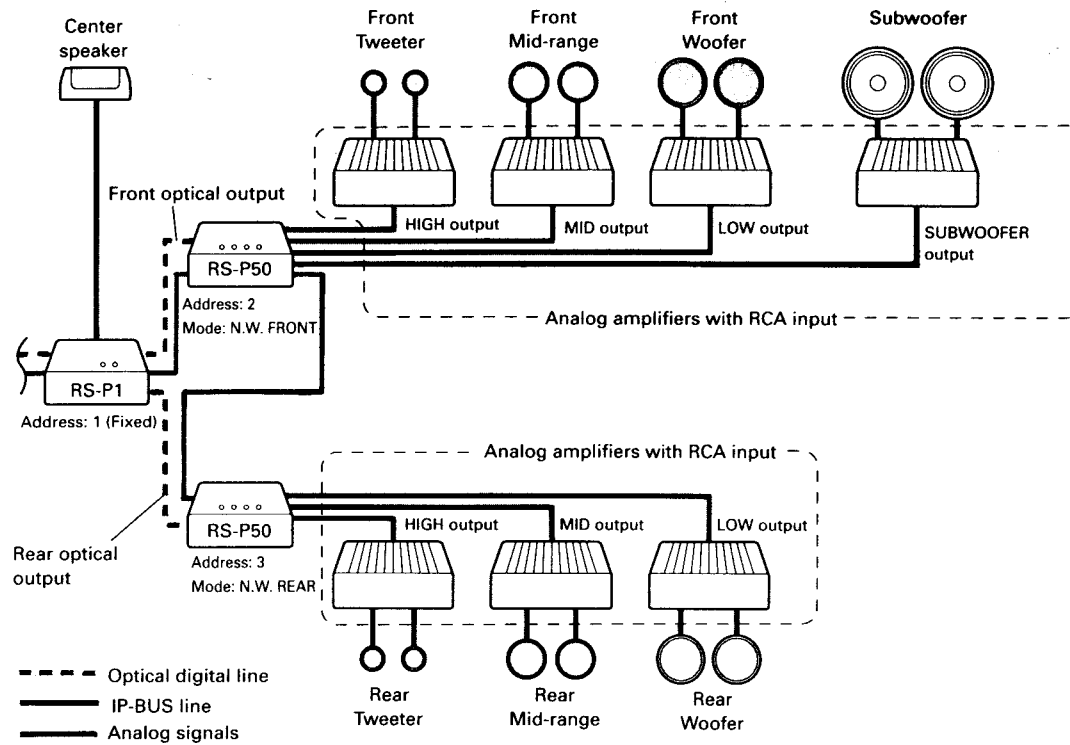 Center
speaker
Front
Tweeter
Front
Mid-range
Front
Woofer
Subwoofer
Front optical output
HIGH output
MID output
LOW output
SUBWOOFER
output
RS-P50
Address: 2
Mode: N.W. FRONT
Analog amplifiers with RCA input
RS-P1
Address: 1 (Fixed)
Analog amplifiers with RCA input
HIGH output
MID output
LOW output
RS-P50
Rear optical
output
Address: 3
Mode: N.W. REAR
Rear
Tweeter
Rear
Mid-range
Rear
Woofer
Optical digital line
IP-BUS line
Analog signals